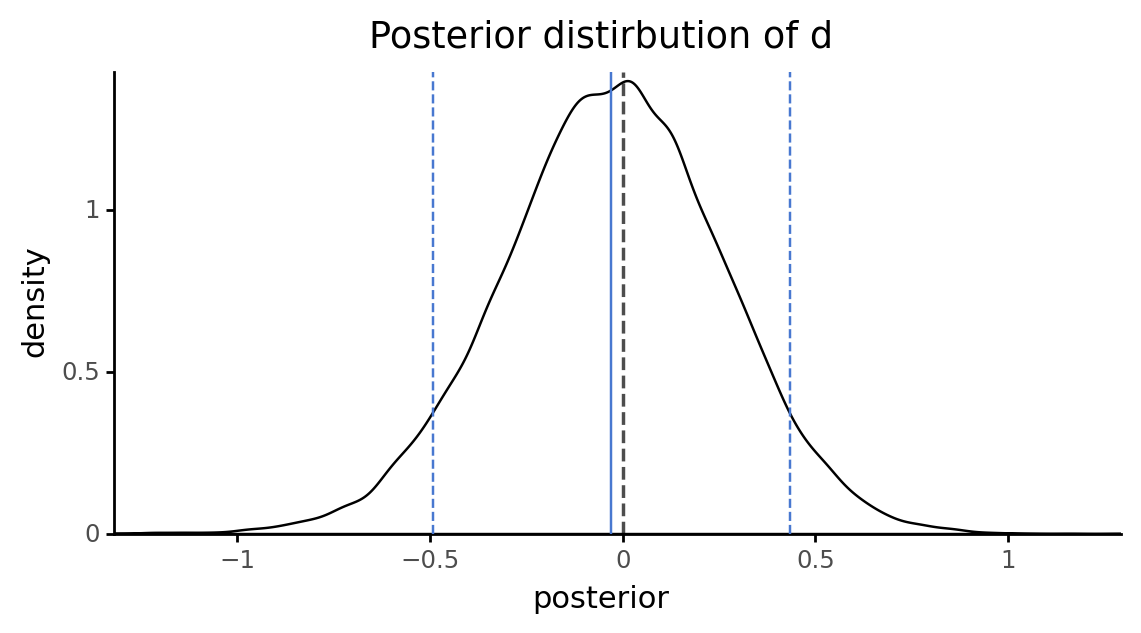 Posterior distirbution of d
density
1
0.5
0
−1 −0.5 0 0.5 1
posterior